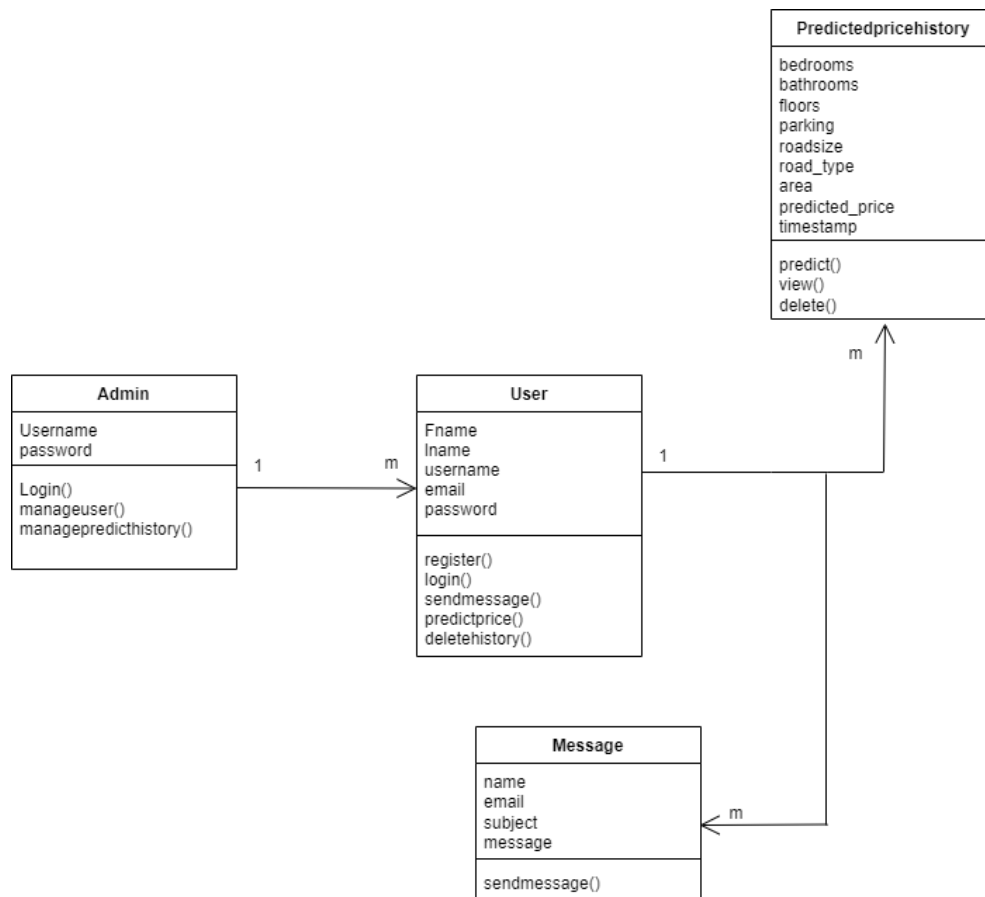 Predictedpricehistory
bedrooms
bathrooms
floors
parking
roadsize
road_type
area
predicted_price
timestamp
predict()
view()
delete()
m
Admin
Username
password
Login()
manageuser()
managepredicthistory()
1
m
User
Fname
lname
username
email
password
register()
login()
sendmessage()
predictprice()
deletehistory()
1
Message
name
email
subject
message
sendmessage()
m